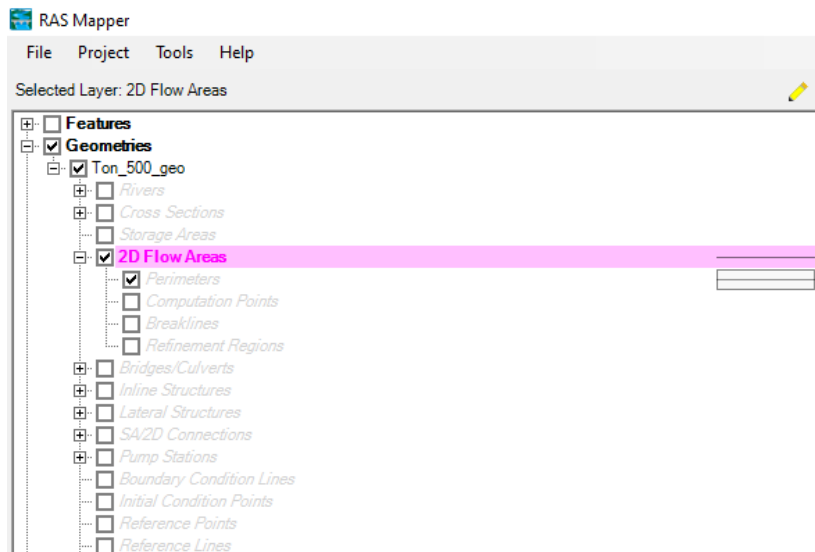 RAS Mapper
File Project Tools Help
Selected Layer: 2D Flow Areas
Features
Geometries
Ton_500_geo
Rivers
Cross Sections
Storage Areas
2D Flow Areas
Perimeters
Computation Points
Breaklines
Refinement Regions
Bridges/Culverts
Inline Structures
Lateral Structures
SA/2D Connections
Pump Stations
Boundary Condition Lines
Initial Condition Points
Reference Points
Reference Lines